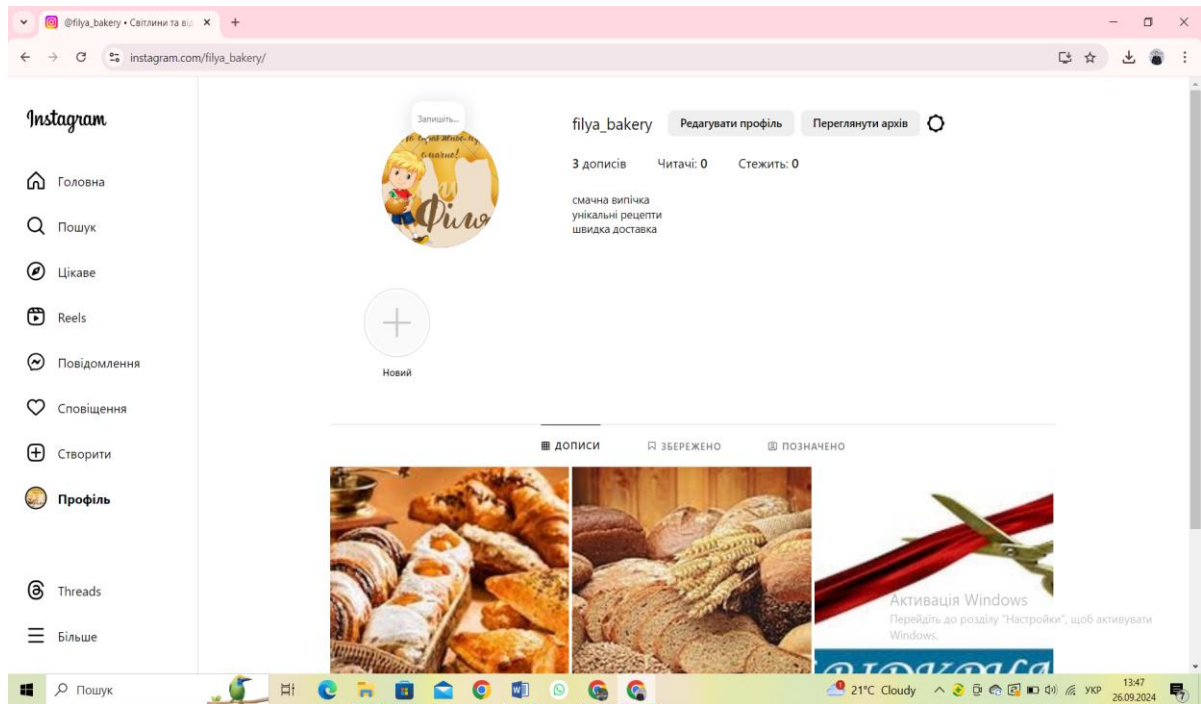 @filya_bakery • Світлини та від
instagram.com/filya_bakery/
Instagram
Головна
Пошук
Цікаве
Reels
Повідомлення
Сповіщення
Створити
Профіль
Threads
Більше
Запишіть...
смачно!
Філя
filya_bakery Редагувати профіль Переглянути архів
3 дописів Читачі: 0 Стежить: 0
смачна випічка
унікальні рецепти
швидка доставка
Новий
ДОПИСИ ЗБЕРЕЖЕНО ПОЗНАЧЕНО
Активація Windows
Перейдіть до розділу "Настройки", щоб активувати
Windows.
Пошук
21°C Cloudy УКР 13:47
26.09.2024
7